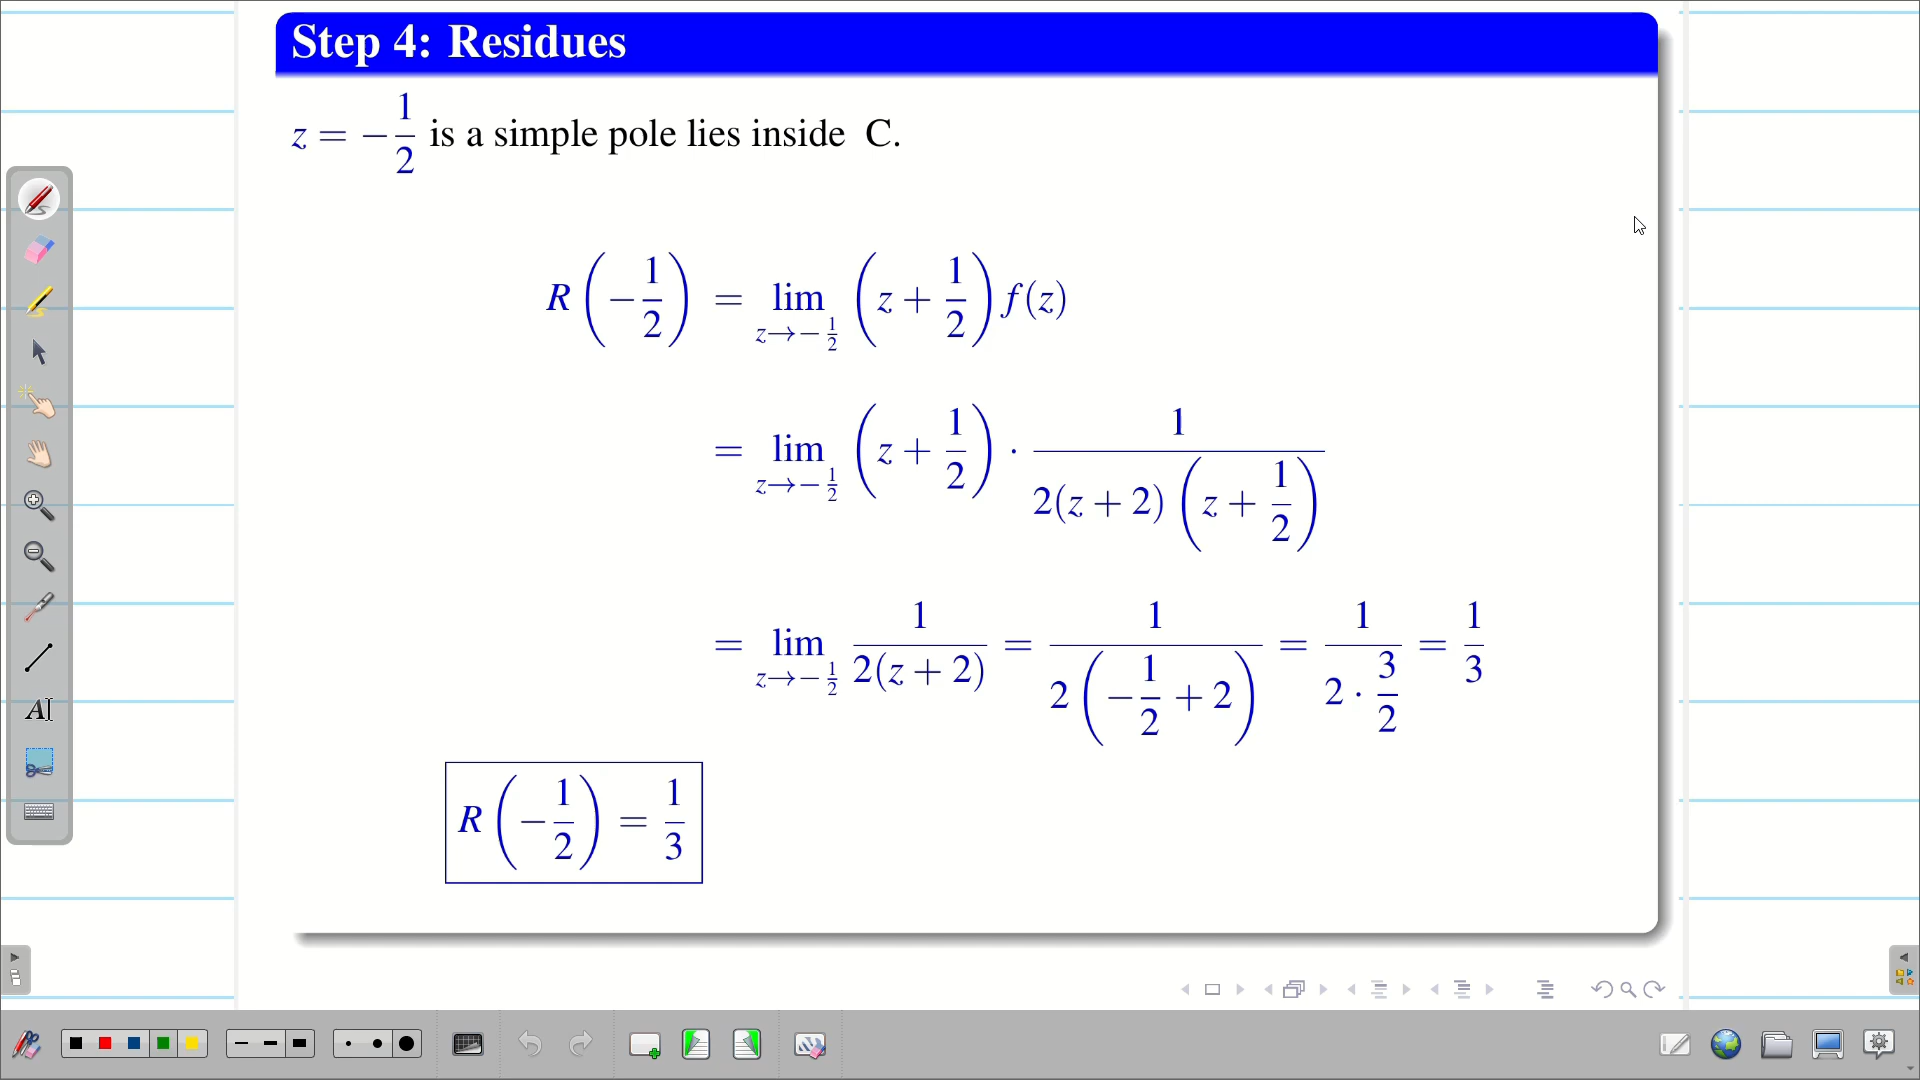 Step 4: Residues
z = −1/2 is a simple pole lies inside C.
R(−1/2) = lim_{z→−1/2} (z + 1/2) f(z)
= lim_{z→−1/2} (z + 1/2) · 1/(2(z + 2)(z + 1/2))
= lim_{z→−1/2} 1/(2(z + 2)) = 1/(2(−1/2 + 2)) = 1/(2 · 3/2) = 1/3
R(−1/2) = 1/3